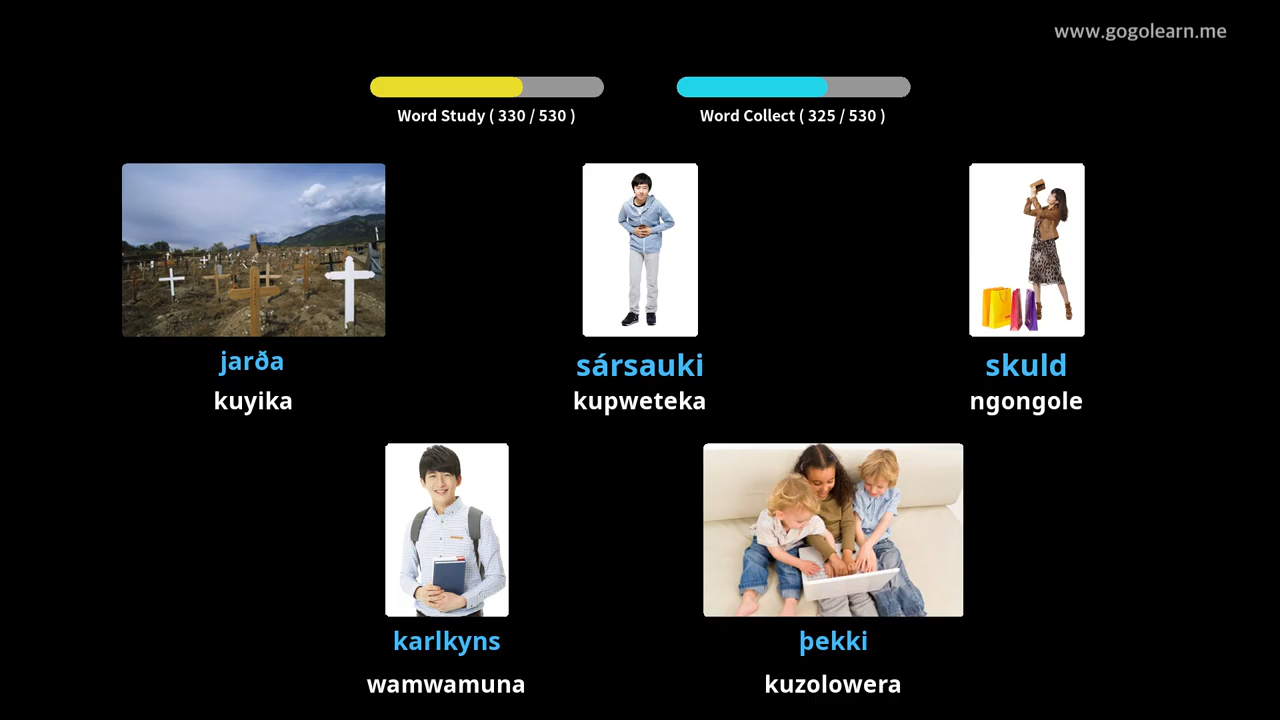 www.gogolearn.me
Word Study ( 330 / 530 )
Word Collect ( 325 / 530 )
jarða
kuyika
sársauki
kupweteka
skuld
ngongole
karlkyns
wamwamuna
þekki
kuzolowera